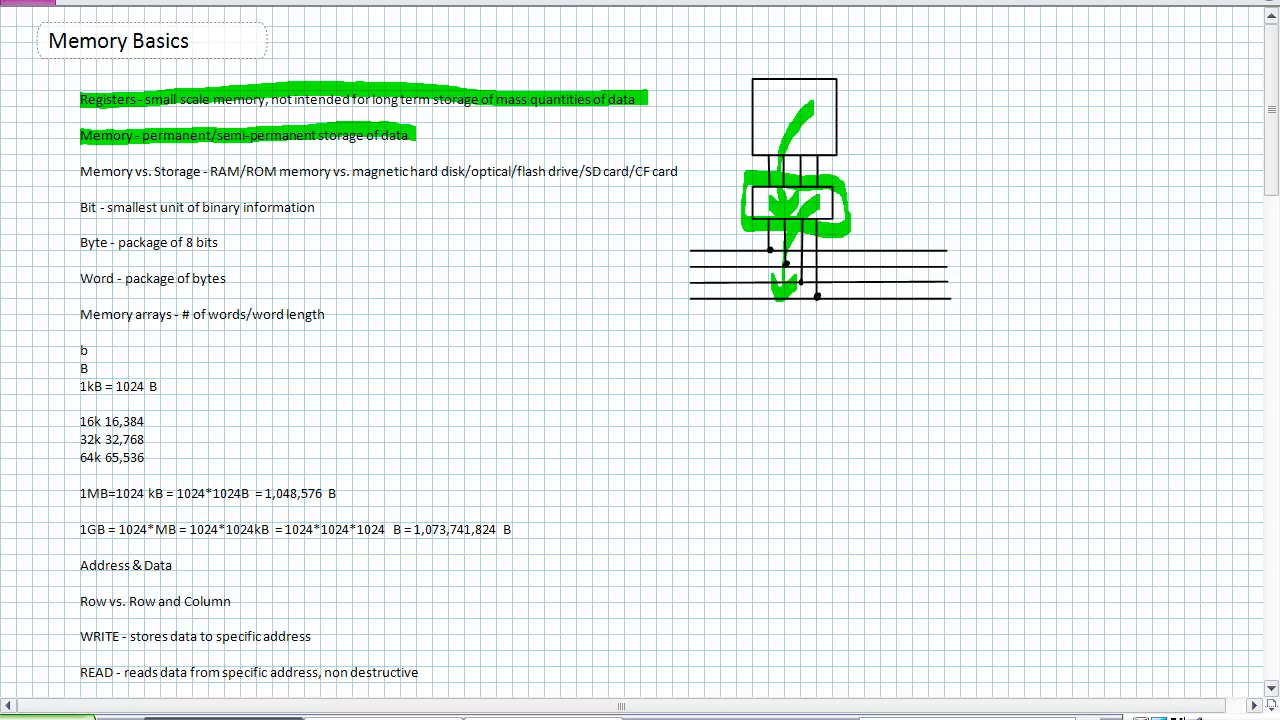 Memory Basics
Registers - small scale memory, not intended for long term storage of mass quantities of data
Memory - permanent/semi-permanent storage of data
Memory vs. Storage - RAM/ROM memory vs. magnetic hard disk/optical/flash drive/SD card/CF card
Bit - smallest unit of binary information
Byte - package of 8 bits
Word - package of bytes
Memory arrays - # of words/word length
b
B
1kB = 1024 B
16k 16,384
32k 32,768
64k 65,536
1MB=1024 kB = 1024*1024B = 1,048,576 B
1GB = 1024*MB = 1024*1024kB = 1024*1024*1024 B = 1,073,741,824 B
Address & Data
Row vs. Row and Column
WRITE - stores data to specific address
READ - reads data from specific address, non destructive